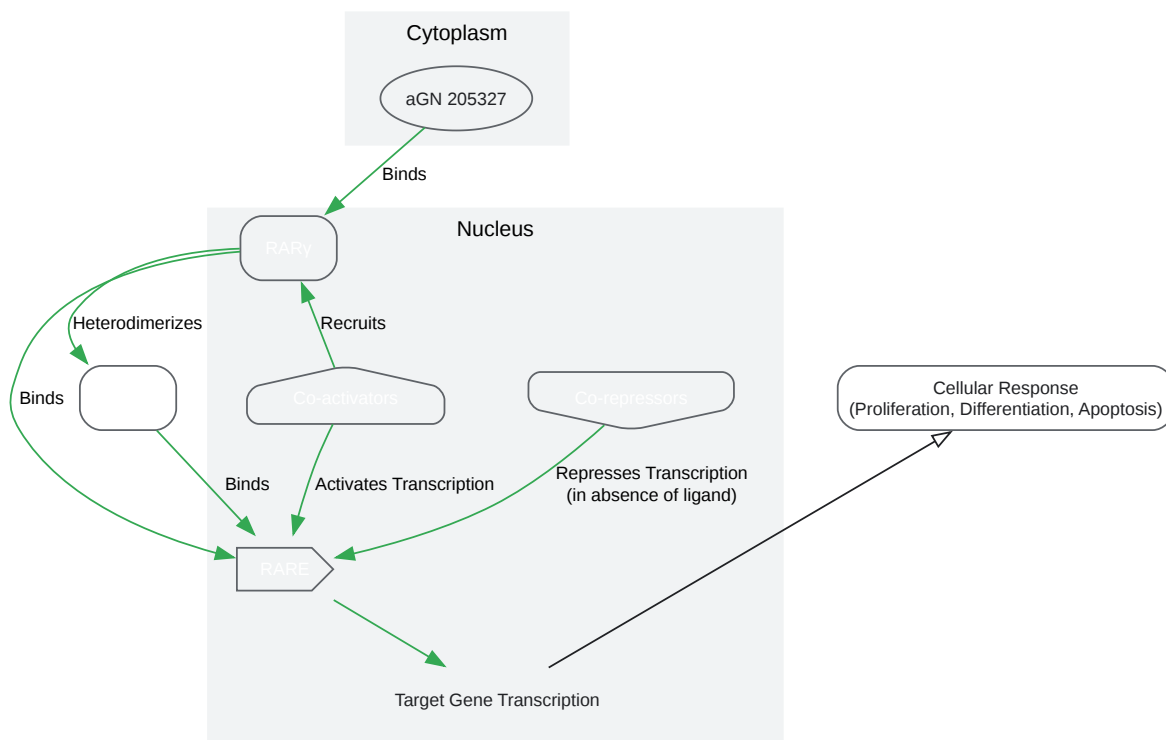 Cytoplasm
aGN 205327
Binds
Nucleus
RARγ
Heterodimerizes
Recruits
Binds
Co-activators
Co-repressors
Cellular Response
(Proliferation, Differentiation, Apoptosis)
Binds
Activates Transcription
Represses Transcription
(in absence of ligand)
RARE
Target Gene Transcription